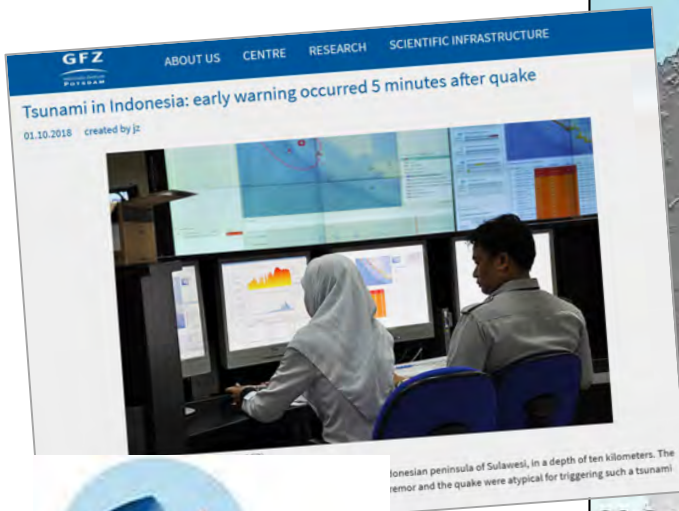 GFZ
POTSDAM
ABOUT US
CENTRE
RESEARCH
SCIENTIFIC INFRASTRUCTURE
Tsunami in Indonesia: early warning occurred 5 minutes after quake
01.10.2018 created by jz
peninsula of Sulawesi, in a depth of ten kilometers. The
and the quake were atypical for triggering such a tsunami